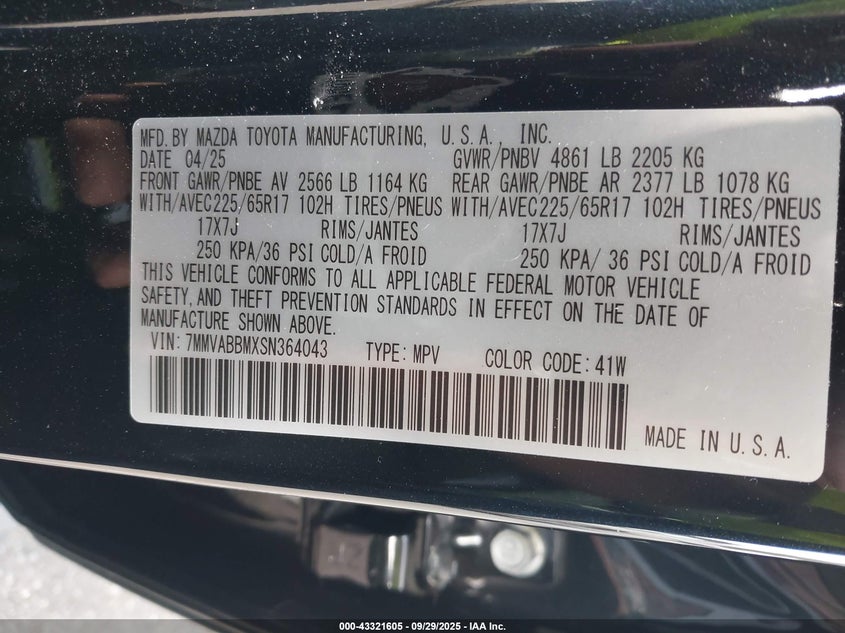 MFD. BY MAZDA TOYOTA MANUFACTURING, U.S.A., INC.
DATE 04/25 GVWR/PNBV 4861 LB 2205 KG
FRONT GAWR/PNBE AV 2566 LB 1164 KG REAR GAWR/PNBE AR 2377 LB 1078 KG
WITH/AVEC225/65R17 102H TIRES/PNEUS WITH/AVEC225/65R17 102H TIRES/PNEUS
17X7J RIMS/JANTES 17X7J RIMS/JANTES
250 KPA/36 PSI COLD/A FROID 250 KPA/ 36 PSI COLD/A FROID
THIS VEHICLE CONFORMS TO ALL APPLICABLE FEDERAL MOTOR VEHICLE
SAFETY, AND THEFT PREVENTION STANDARDS IN EFFECT ON THE DATE OF
MANUFACTURE SHOWN ABOVE.
VIN: 7MMVABBMXSN364043 TYPE: MPV COLOR CODE: 41W
MADE IN U.S.A.
000-43321605 - 09/29/2025 - IAA Inc.